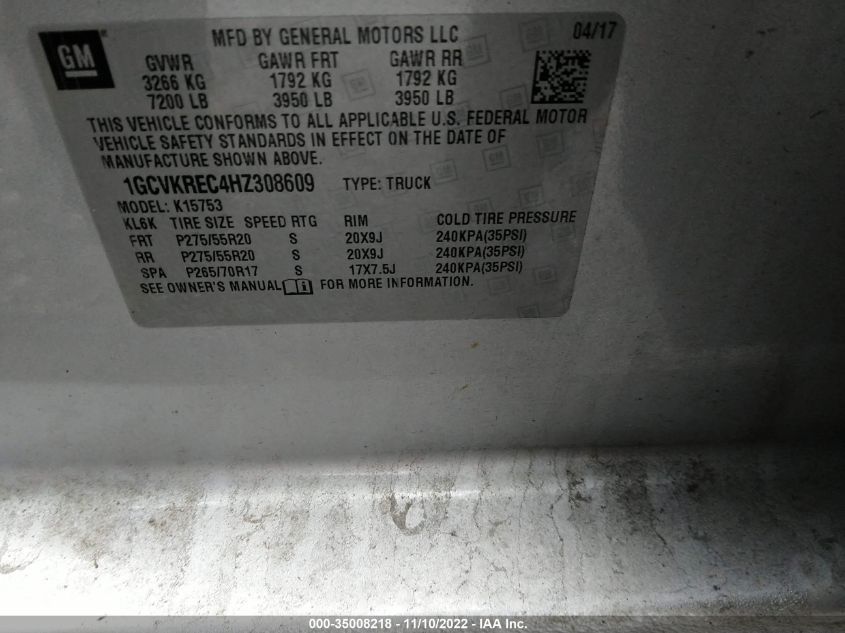 GM
MFD BY GENERAL MOTORS LLC 04/17
GVWR GAWR FRT GAWR RR
3266 KG 1792 KG 1792 KG
7200 LB 3950 LB 3950 LB
THIS VEHICLE CONFORMS TO ALL APPLICABLE U.S. FEDERAL MOTOR
VEHICLE SAFETY STANDARDS IN EFFECT ON THE DATE OF
MANUFACTURE SHOWN ABOVE.
1GCVKREC4HZ308609 TYPE: TRUCK
MODEL: K15753
KL6K TIRE SIZE SPEED RTG RIM COLD TIRE PRESSURE
FRT P275/55R20 S 20X9J 240KPA(35PSI)
RR P275/55R20 S 20X9J 240KPA(35PSI)
SPA P265/70R17 S 17X7.5J 240KPA(35PSI)
SEE OWNER'S MANUAL FOR MORE INFORMATION.
000-35008218 - 11/10/2022 - IAA Inc.